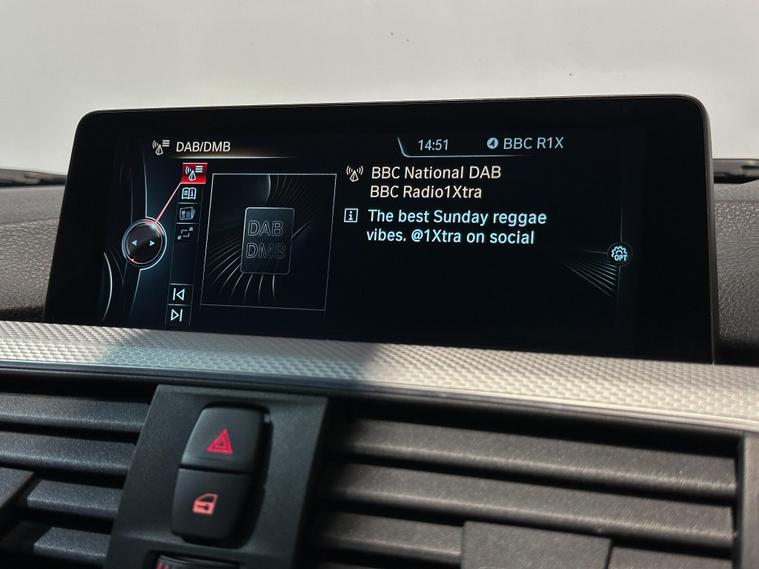 DAB/DMB
14:51
BBC R1X
BBC National DAB
BBC Radio1Xtra
The best Sunday reggae
vibes. @1Xtra on social
DAB
DMB
OPT